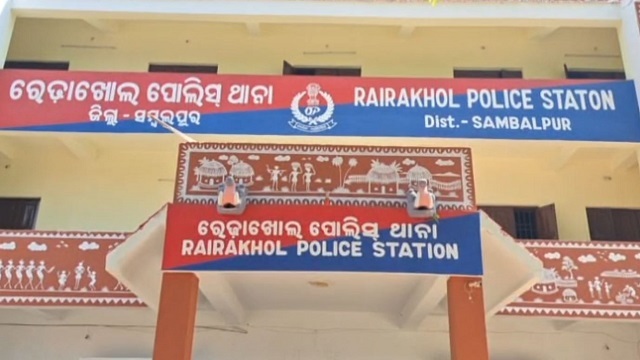 ରେଢ଼ାଖୋଲ ପୋଲିସ୍ ଥାନା
ଜିଲ୍ଲା - ସମ୍ବଲପୁର
RAIRAKHOL POLICE STATON
DIST.- SAMBALPUR
ରେଢ଼ାଖୋଲ ପୋଲିସ୍ ଥାନା
RAIRAKHOL POLICE STATION